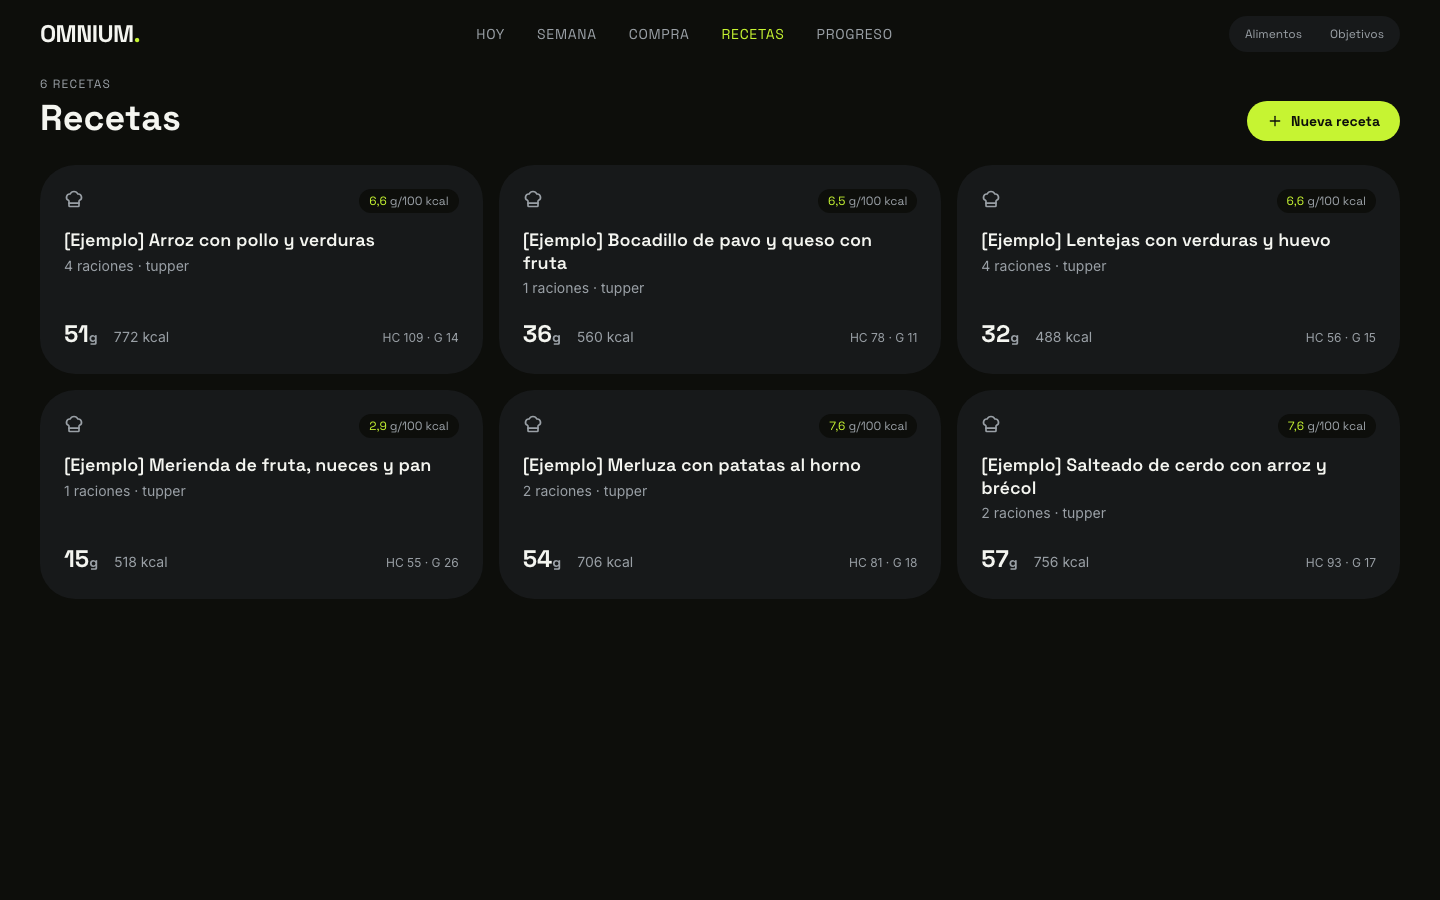 OMNIUM.
HOY
SEMANA
COMPRA
RECETAS
PROGRESO
Alimentos
Objetivos
6 RECETAS
Recetas
+ Nueva receta
6,6 g/100 kcal
[Ejemplo] Arroz con pollo y verduras
4 raciones · tupper
51g
772 kcal
HC 109 · G 14
6,5 g/100 kcal
[Ejemplo] Bocadillo de pavo y queso con
fruta
1 raciones · tupper
36g
560 kcal
HC 78 · G 11
6,6 g/100 kcal
[Ejemplo] Lentejas con verduras y huevo
4 raciones · tupper
32g
488 kcal
HC 56 · G 15
2,9 g/100 kcal
[Ejemplo] Merienda de fruta, nueces y pan
1 raciones · tupper
15g
518 kcal
HC 55 · G 26
7,6 g/100 kcal
[Ejemplo] Merluza con patatas al horno
2 raciones · tupper
54g
706 kcal
HC 81 · G 18
7,6 g/100 kcal
[Ejemplo] Salteado de cerdo con arroz y
brécol
2 raciones · tupper
57g
756 kcal
HC 93 · G 17